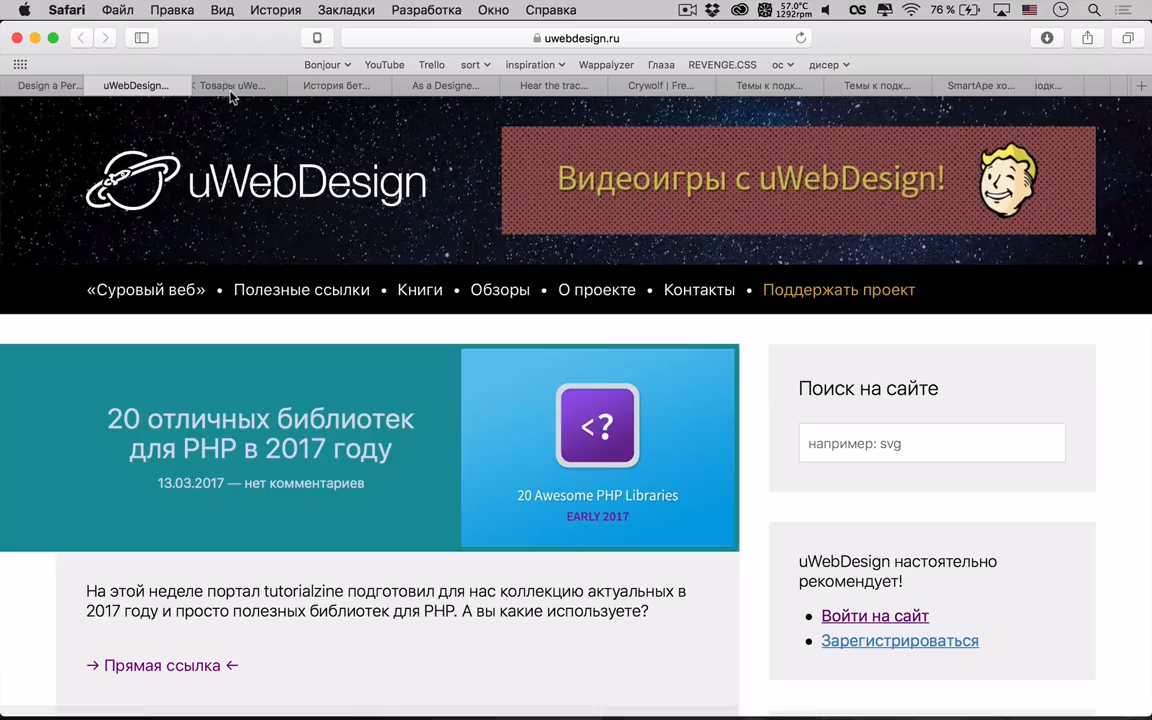 Safari Файл Правка Вид История Закладки Разработка Окно Справка 57.0°C 1292rpm 76 %
uwebdesign.ru
Bonjour YouTube Trello sort inspiration Wappalyzer Глаза REVENGE.CSS ос дисер
Design a Per... uWebDesign... Товары uWe... История бет... As a Designe... Hear the trac... Crywolf | Fre... Темы к подк... Темы к подк... SmartApe хо... одк...
uWebDesign
Видеоигры с uWebDesign!
«Суровый веб» • Полезные ссылки • Книги • Обзоры • О проекте • Контакты • Поддержать проект
20 отличных библиотек
для PHP в 2017 году
13.03.2017 — нет комментариев
<?
20 Awesome PHP Libraries
EARLY 2017
На этой неделе портал tutorialzine подготовил для нас коллекцию актуальных в
2017 году и просто полезных библиотек для PHP. А вы какие используете?
→ Прямая ссылка ←
Поиск на сайте
например: svg
uWebDesign настоятельно
рекомендует!
• Войти на сайт
• Зарегистрироваться